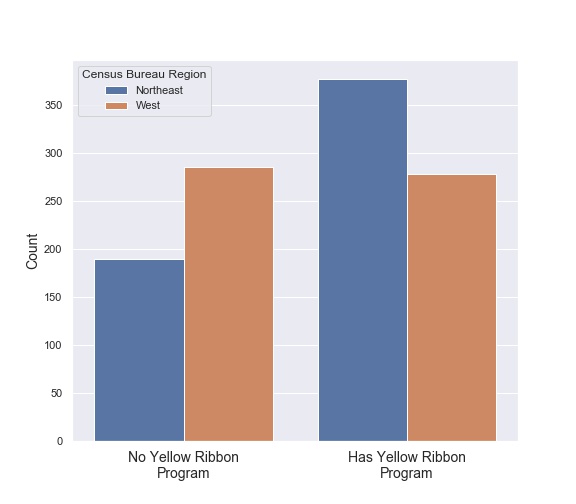 Census Bureau Region
Northeast
West
Count
350
300
250
200
150
100
50
0
No Yellow Ribbon
Program
Has Yellow Ribbon
Program